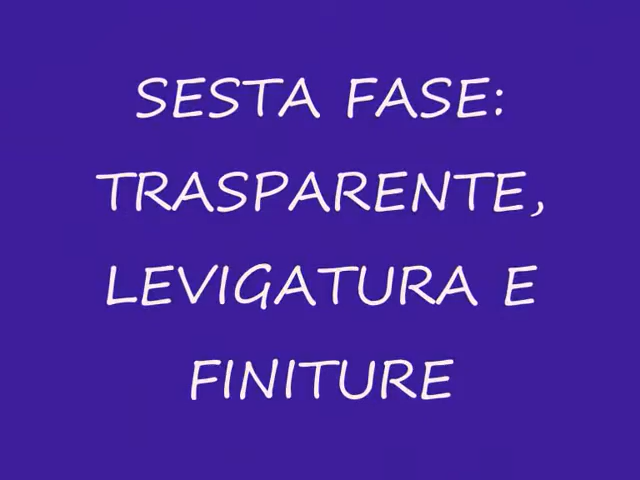 SESTA FASE:
TRASPARENTE,
LEVIGATURA E
FINITURE